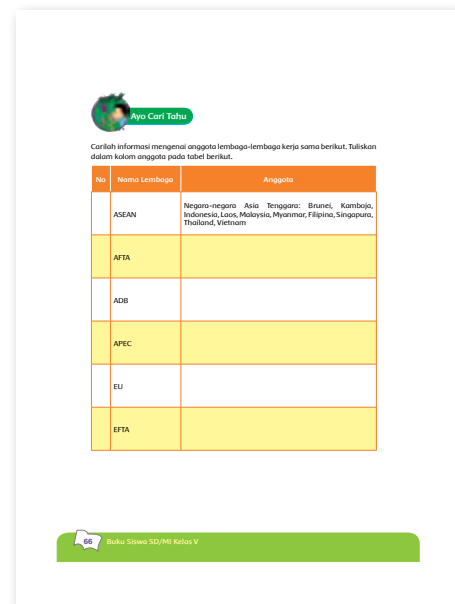 Ayo Cari Tahu
Carilah informasi mengenai anggota lembaga-lembaga kerja sama berikut. Tuliskan
dalam kolom anggota pada tabel berikut.
No Nama Lembaga Anggota
ASEAN
Negara-negara Asia Tenggara: Brunei, Kamboja,
Indonesia, Laos, Malaysia, Myanmar, Filipina, Singapura,
Thailand, Vietnam
AFTA
ADB
APEC
EU
EFTA
66 Buku Siswa SD/MI Kelas V